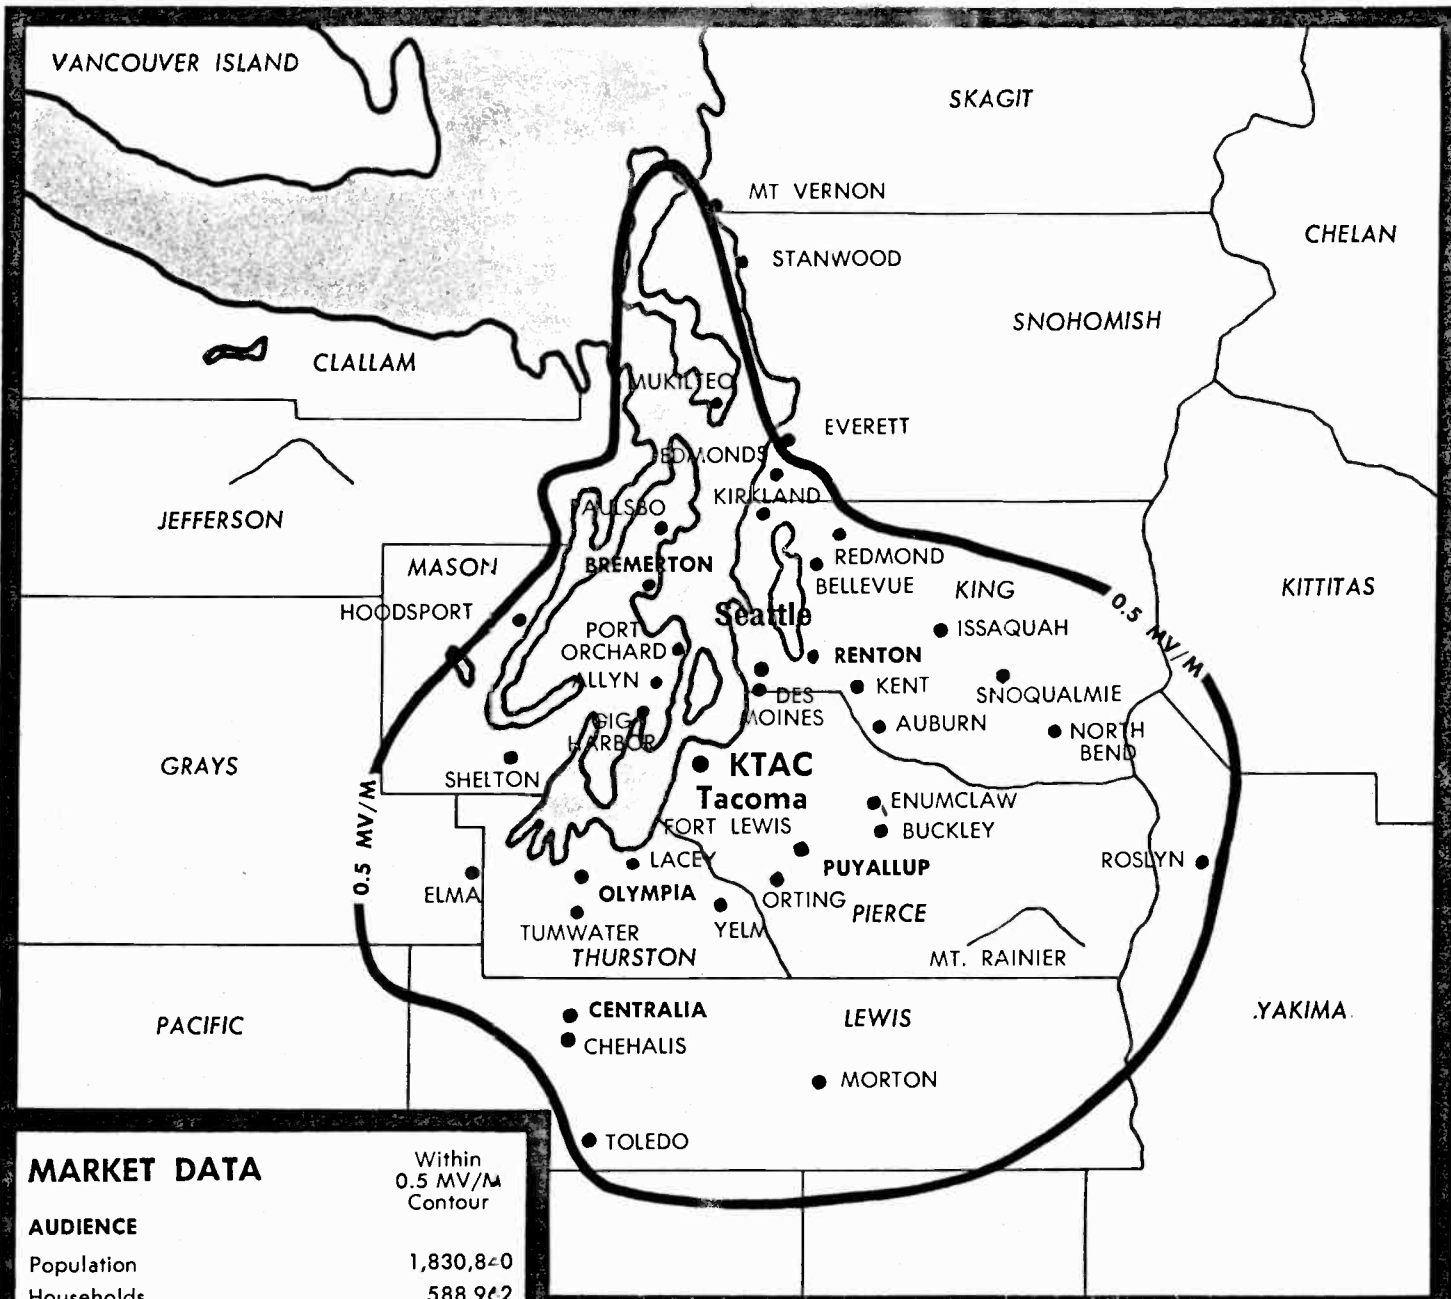 VANCOUVER ISLAND
SKAGIT
MT VERNON
CHELAN
STANWOOD
SNOHOMISH
CLALLAM
MUKILTEO
EVERETT
EDMONDS
KIRKLAND
PAULSBO
JEFFERSON
REDMOND
MASON
BREMERTON
BELLEVUE
KING
KITTITAS
HOODSPORT
Seattle
0.5 MV/M
PORT
ORCHARD
ISSAQUAH
RENTON
ALLYN
KENT
SNOQUALMIE
DES
MOINES
GIG
HARBOR
AUBURN
NORTH
BEND
GRAYS
SHELTON
KTAC
Tacoma
ENUMCLAW
FORT LEWIS
BUCKLEY
0.5 MV/M
LACEY
PUYALLUP
ROSLYN
ELMA
OLYMPIA
ORTING
PIERCE
TUMWATER
YELM
THURSTON
MT. RAINIER
PACIFIC
CENTRALIA
LEWIS
YAKIMA
CHEHALIS
MORTON
TOLEDO
MARKET DATA
Within
0.5 MV/M
Contour
AUDIENCE
Population
Households